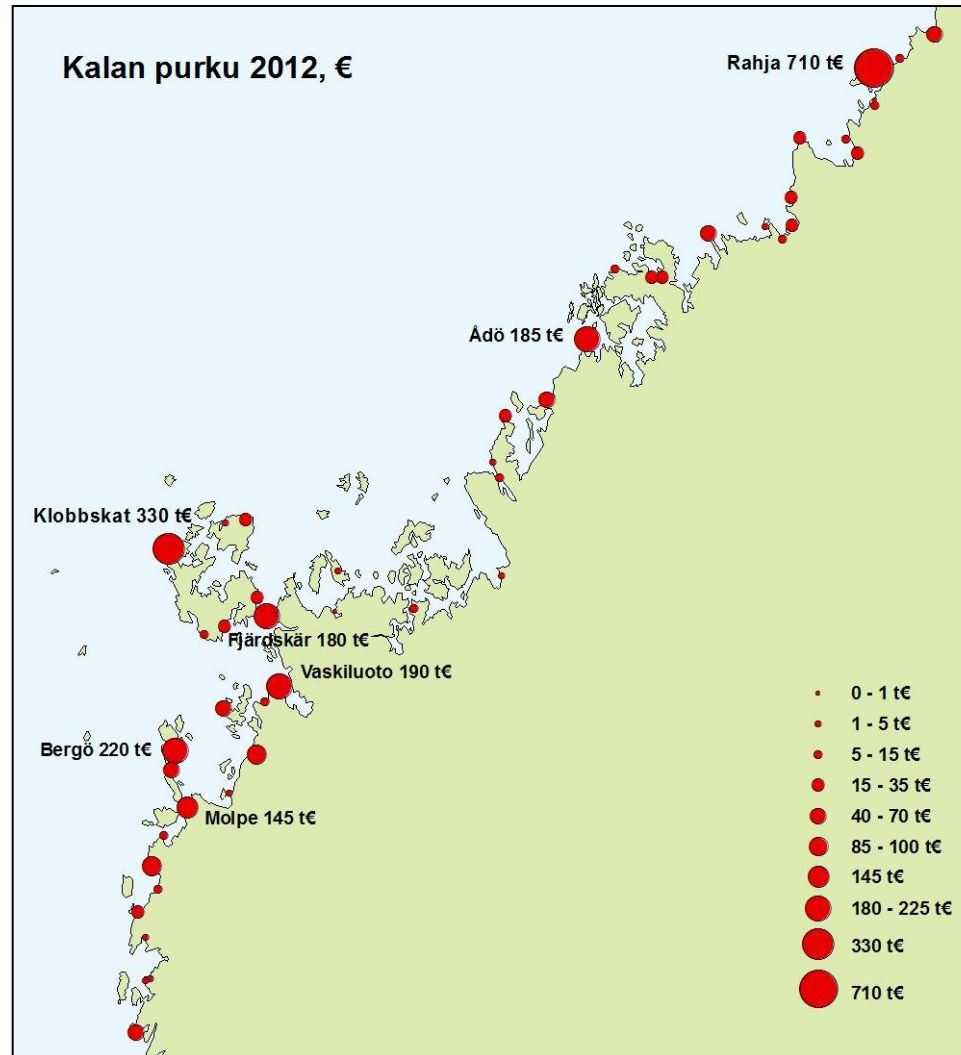 Kalan purku 2012, €
Rahja 710 t€
Ådö 185 t€
Klobbskat 330 t€
Fjärdskär 180 t€
Vaskiluoto 190 t€
Bergö 220 t€
Molpe 145 t€
0 - 1 t€
1 - 5 t€
5 - 15 t€
15 - 35 t€
40 - 70 t€
85 - 100 t€
145 t€
180 - 225 t€
330 t€
710 t€